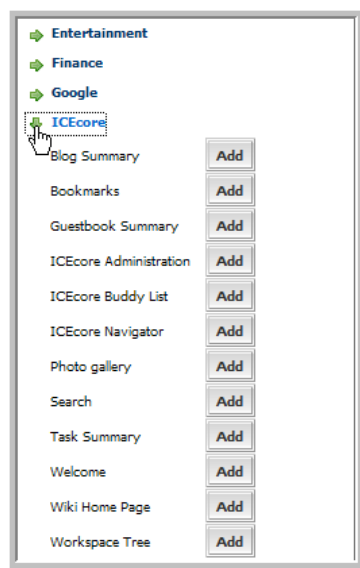 Entertainment
Finance
Google
ICEcore
Blog Summary Add
Bookmarks Add
Guestbook Summary Add
ICEcore Administration Add
ICEcore Buddy List Add
ICEcore Navigator Add
Photo gallery Add
Search Add
Task Summary Add
Welcome Add
Wiki Home Page Add
Workspace Tree Add